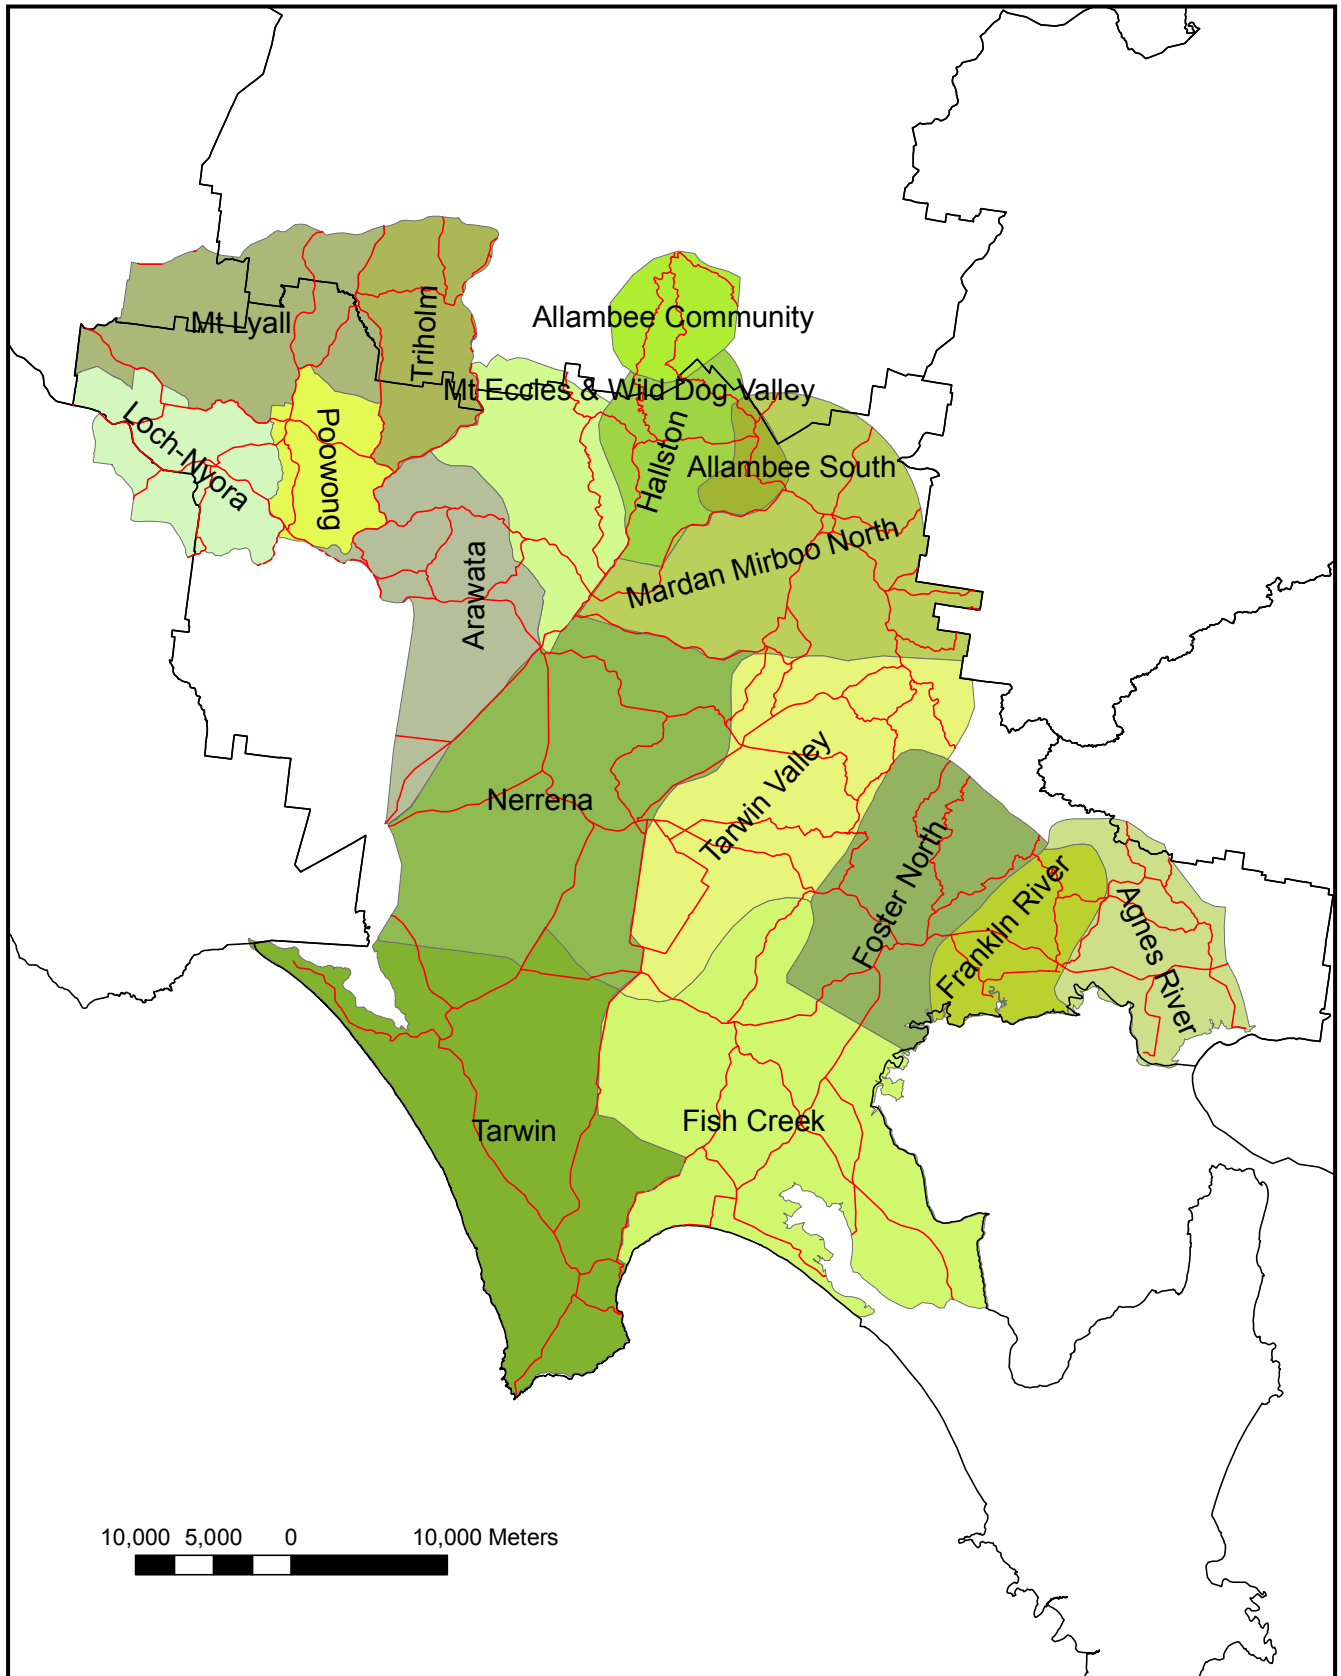 Allambee Community
Mt Lyall
Triholm
Mt Eccles & Wild Dog Valley
Loch-Nyora
Poowong
Hallston
Allambee South
Mardan Mirboo North
Arawata
Nerrena
Tarwin Valley
Foster North
Frankiln River
Agnes River
Tarwin
Fish Creek
10,000 5,000 0 10,000 Meters